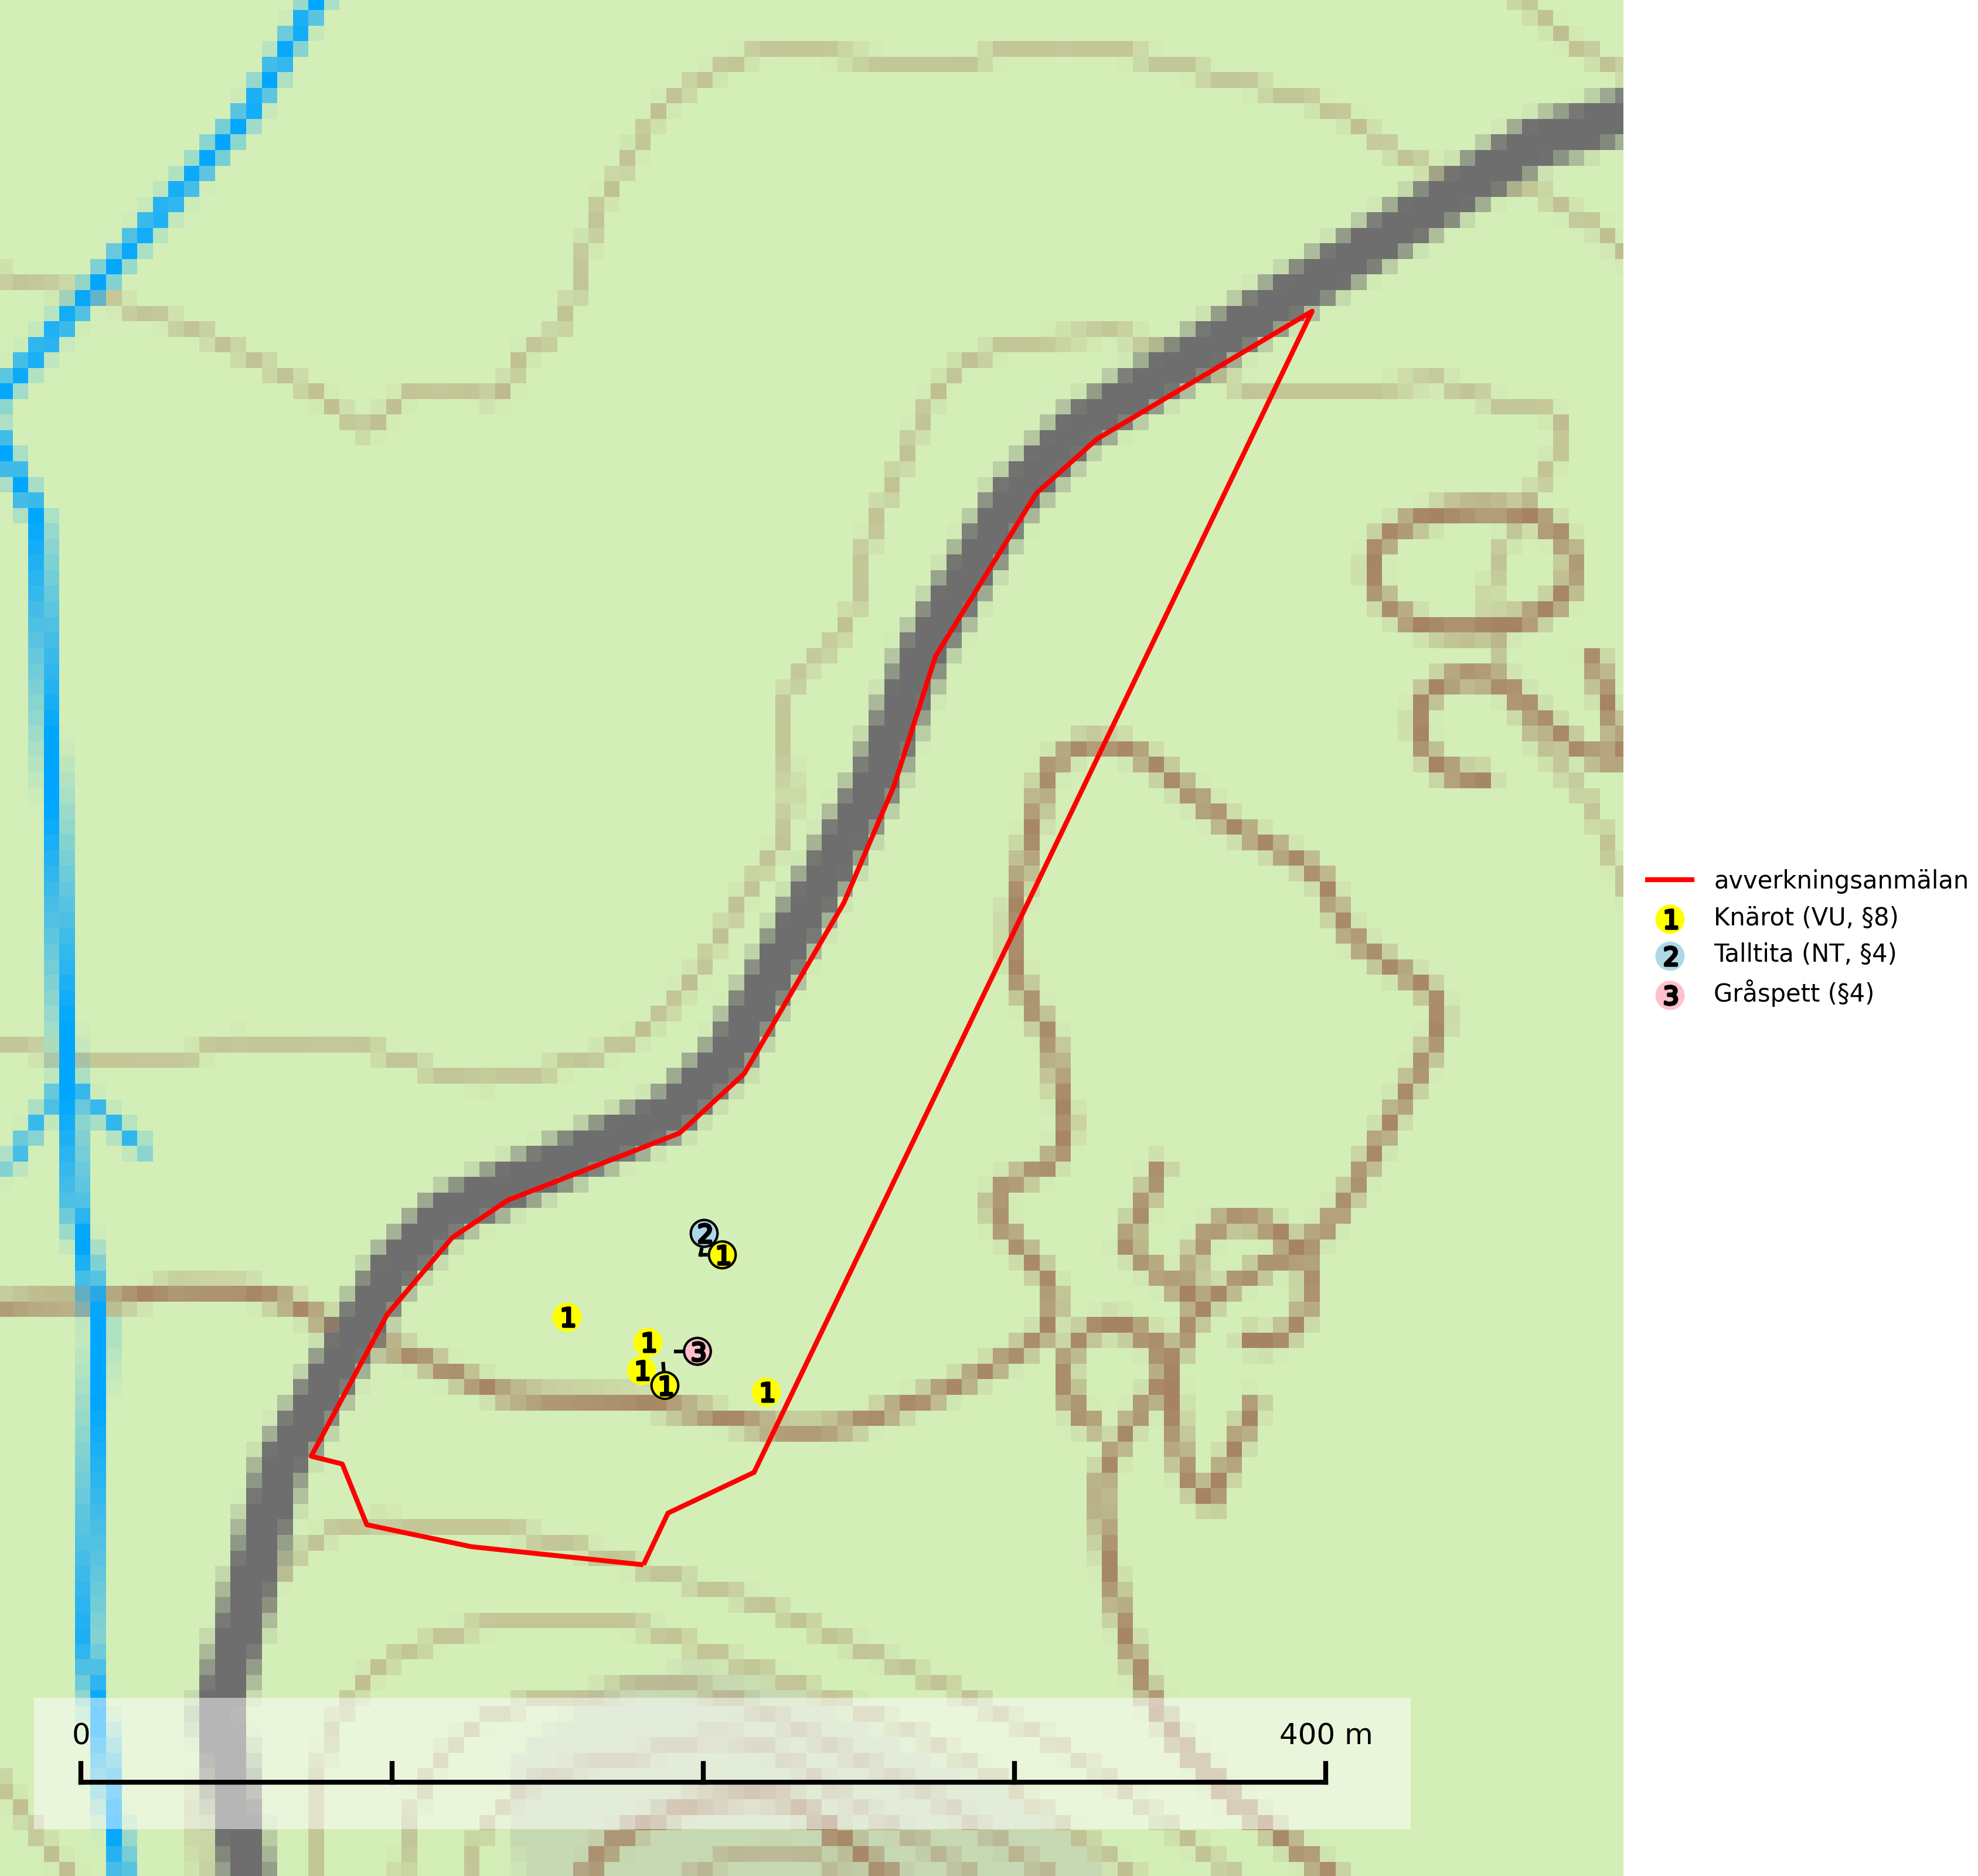 avverkningsanmälan
1 Knärot (VU, §8)
2 Talltita (NT, §4)
3 Gråspett (§4)
2
1
1
1
3
1
1
1
0 400 m